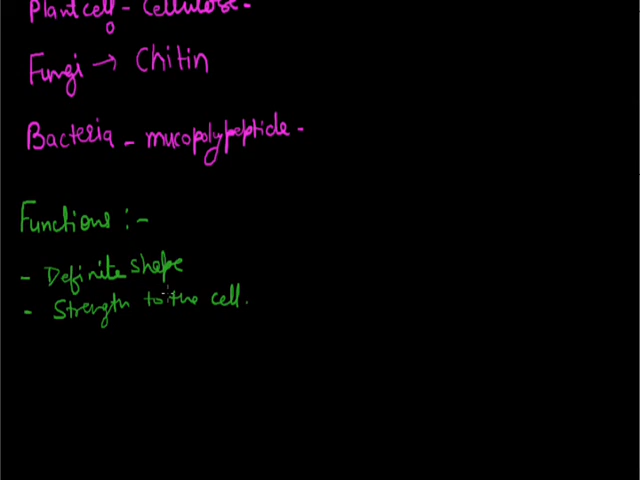 Plant cell - Cellulose -
Fungi → Chitin
Bacteria - mucopolypeptide -
Functions :-
- Definite shape
- Strength to the cell.